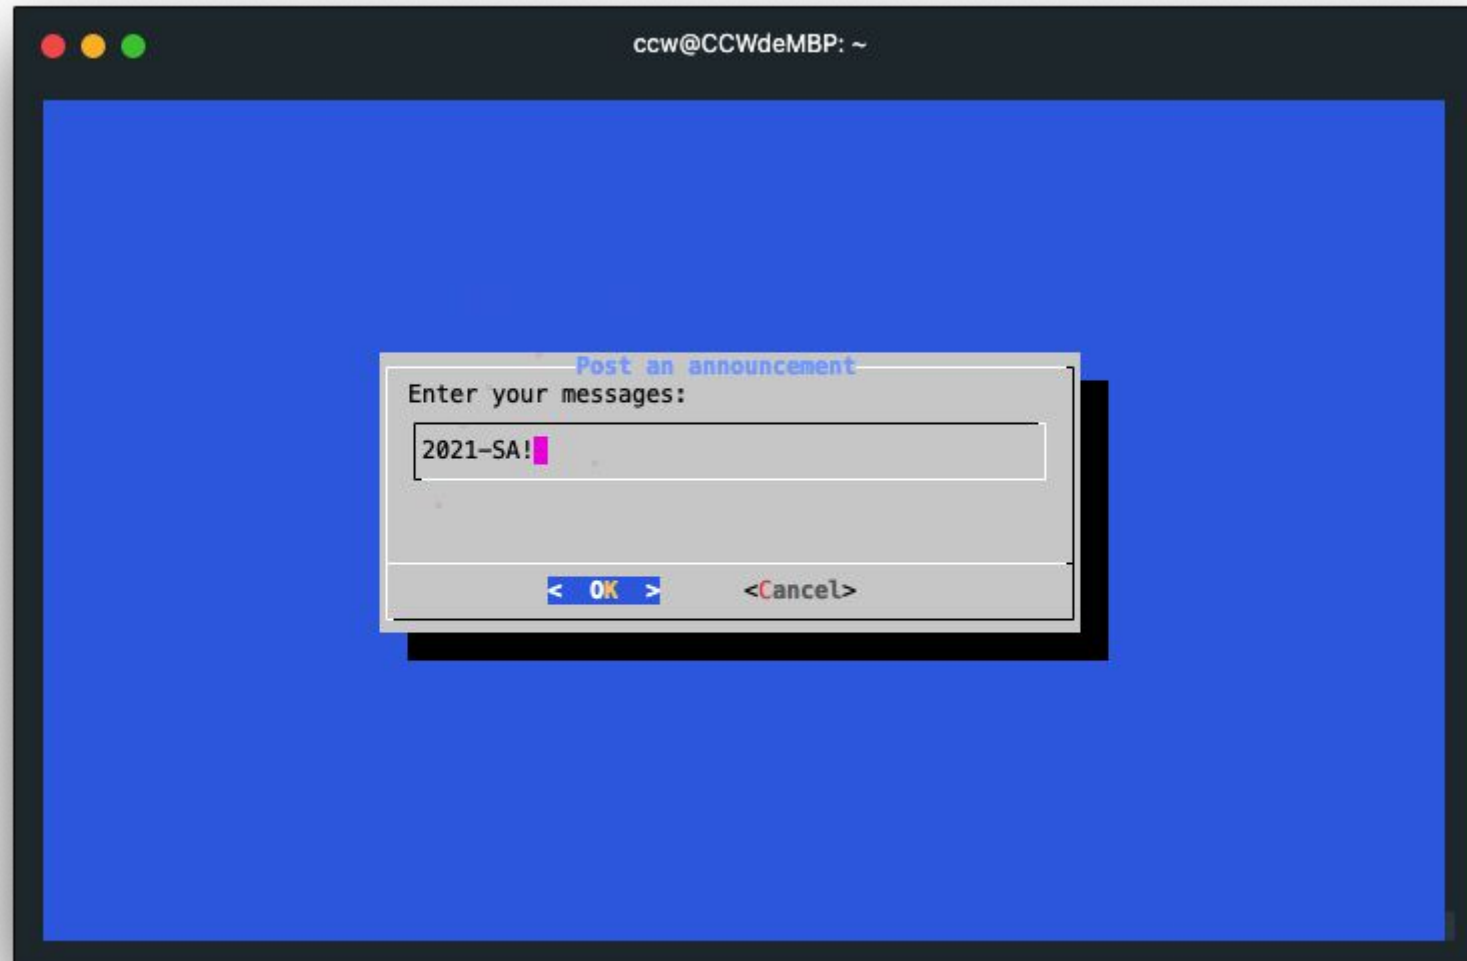 ccw@CCWdeMBP: ~
Post an announcement
Enter your messages:
2021-SA!
< OK > <Cancel>